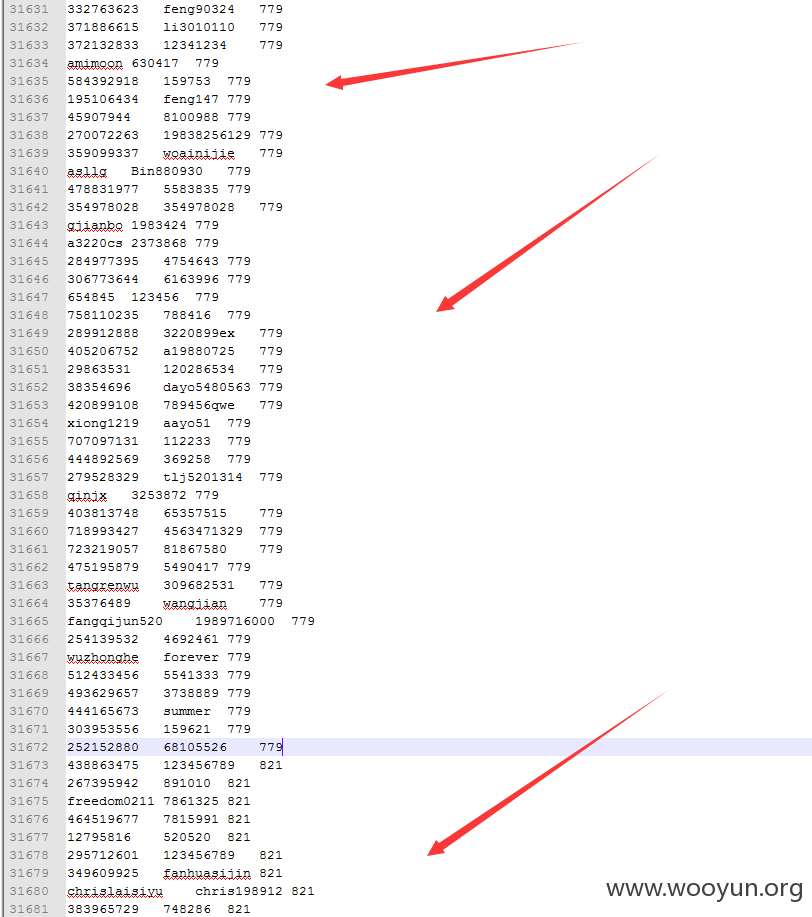 31631 332763623 feng90324 779
31632 371886615 li3010110 779
31633 372132833 12341234 779
31634 amimoon 630417 779
31635 584392918 159753 779
31636 195106434 feng147 779
31637 45907944 8100988 779
31638 270072263 19838256129 779
31639 359099337 woainijie 779
31640 asllg Bin880930 779
31641 478831977 5583835 779
31642 354978028 354978028 779
31643 gjianbo 1983424 779
31644 a3220cs 2373868 779
31645 284977395 4754643 779
31646 306773644 6163996 779
31647 654845 123456 779
31648 758110235 788416 779
31649 289912888 3220899ex 779
31650 405206752 a19880725 779
31651 29863531 120286534 779
31652 38354696 dayo5480563 779
31653 420899108 789456qwe 779
31654 xiong1219 aayo51 779
31655 707097131 112233 779
31656 444892569 369258 779
31657 279528329 tlj5201314 779
31658 qinjx 3253872 779
31659 403813748 65357515 779
31660 718993427 4563471329 779
31661 723219057 81867580 779
31662 475195879 5490417 779
31663 tangrenwu 309682531 779
31664 35376489 wangjian 779
31665 fangqijun520 1989716000 779
31666 254139532 4692461 779
31667 wuzhonghe forever 779
31668 512433456 5541333 779
31669 493629657 3738889 779
31670 444165673 summer 779
31671 303953556 159621 779
31672 252152880 68105526 779
31673 438863475 123456789 821
31674 267395942 891010 821
31675 freedom0211 7861325 821
31676 464519677 7815991 821
31677 12795816 520520 821
31678 295712601 123456789 821
31679 349609925 fanhuasijin 821
31680 chrislaisiyu chris198912 821
31681 383965729 748286 821
www.wooyun.org